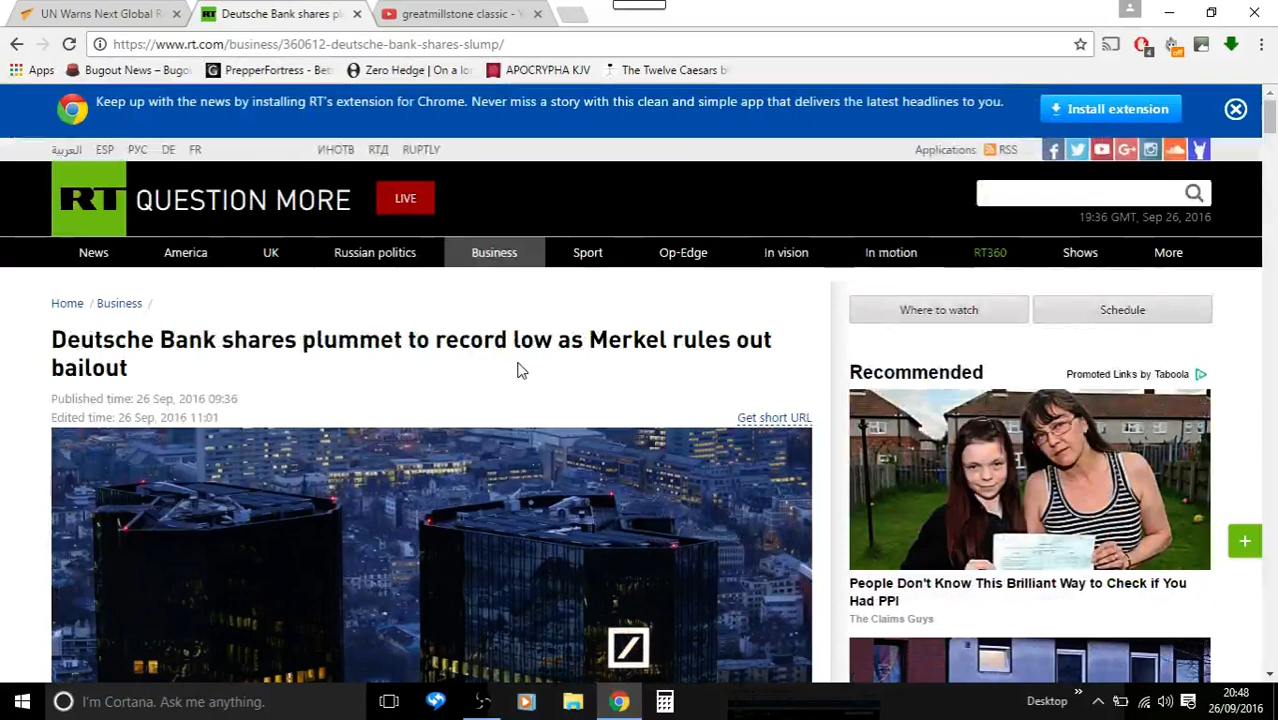 UN Warns Next Global R
Deutsche Bank shares pl
greatmillstone classic - Y
https://www.rt.com/business/360612-deutsche-bank-shares-slump/
4
off
Apps
Bugout News – Bugo
PrepperFortress - Bet
Zero Hedge | On a lo
APOCRYPHA KJV
The Twelve Caesars b
Keep up with the news by installing RT's extension for Chrome. Never miss a story with this clean and simple app that delivers the latest headlines to you.
Install extension
العربية ESP РУС DE FR ИНОТВ RTД RUPTLY
Applications: RSS
RT QUESTION MORE
LIVE
19:36 GMT, Sep 26, 2016
News America UK Russian politics Business Sport Op-Edge In vision In motion RT360 Shows More
Home / Business /
Deutsche Bank shares plummet to record low as Merkel rules out
bailout
Published time: 26 Sep, 2016 09:36
Edited time: 26 Sep, 2016 11:01
Get short URL
Where to watch
Schedule
Recommended
Promoted Links by Taboola
People Don't Know This Brilliant Way to Check if You
Had PPI
The Claims Guys
I'm Cortana. Ask me anything.
Desktop
20:48
26/09/2016